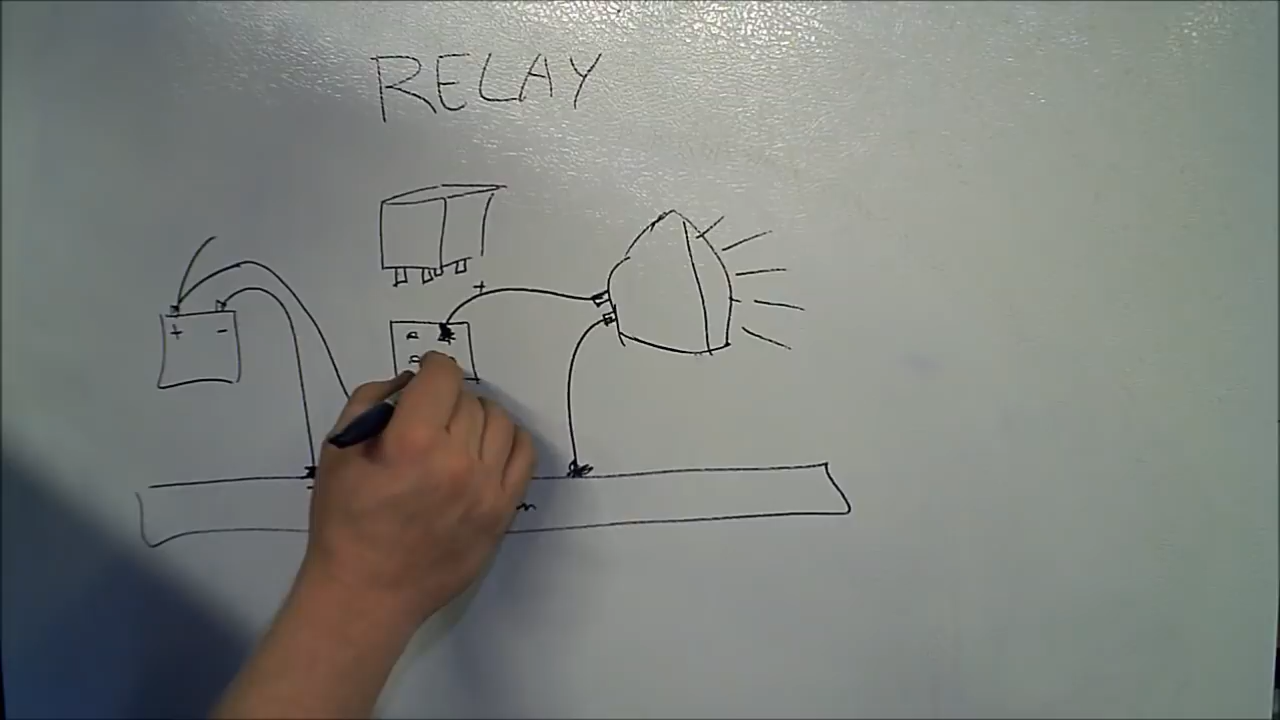 RELAY
+
+ -